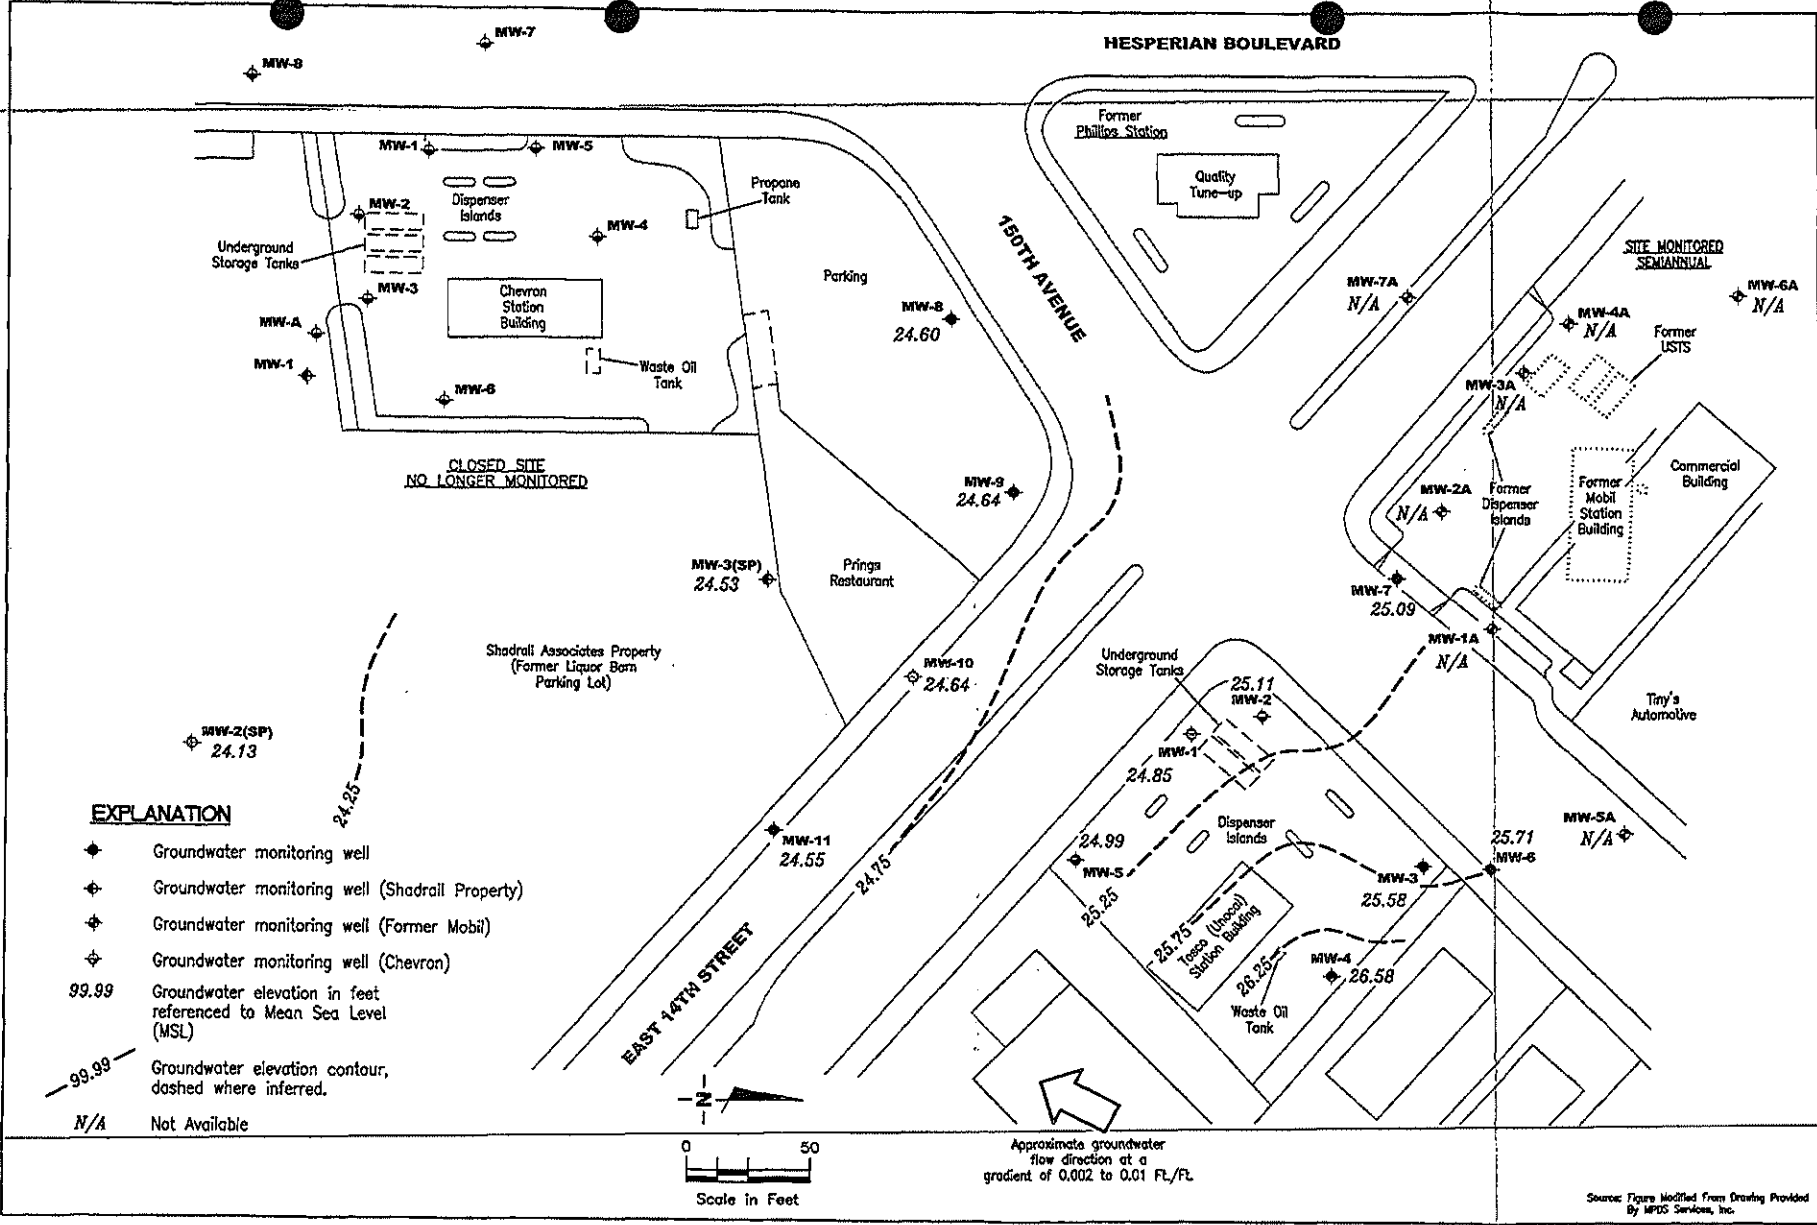 MW-7
MW-8
HESPERIAN BOULEVARD
Former
Phillips Station
Quality
Tune-up
MW-1
MW-5
MW-2
Dispenser
Islands
MW-4
Propane
Tank
Underground
Storage Tanks
MW-3
MW-A
MW-1
Chevron
Station
Building
Waste Oil
Tank
MW-6
Parking
150TH AVENUE
MW-8
24.60
CLOSED SITE
NO LONGER MONITORED
SITE MONITORED
SEMIANNUAL
MW-7A
N/A
MW-6A
N/A
MW-4A
N/A
Former
USTS
MW-3A
N/A
MW-9
24.64
MW-2A
N/A
Former
Dispenser
Islands
Former
Mobil
Station
Building
Commercial
Building
MW-3(SP)
24.53
Prings
Restaurant
MW-7
25.09
MW-1A
N/A
Shadrall Associates Property
(Former Liquor Barn
Parking Lot)
MW-10
24.64
Underground
Storage Tanks
25.11
MW-2
MW-1
24.85
Tiny's
Automotive
MW-2(SP)
24.13
24.25
MW-11
24.55
24.75
24.99
MW-5
25.25
Dispenser
Islands
MW-3
25.58
25.71
MW-6
MW-5A
N/A
25.75
Tosco (Unocal)
Station Building
26.25
MW-4
26.58
Waste Oil
Tank
EAST 14TH STREET
EXPLANATION
Groundwater monitoring well
Groundwater monitoring well (Shadrall Property)
Groundwater monitoring well (Former Mobil)
Groundwater monitoring well (Chevron)
99.99 Groundwater elevation in feet
referenced to Mean Sea Level
(MSL)
99.99 Groundwater elevation contour,
dashed where inferred.
N/A Not Available
N
0 50
Scale in Feet
Approximate groundwater
flow direction at a
gradient of 0.002 to 0.01 Ft./Ft.
Source: Figure Modified From Drawing Provided
By MPDS Services, Inc.